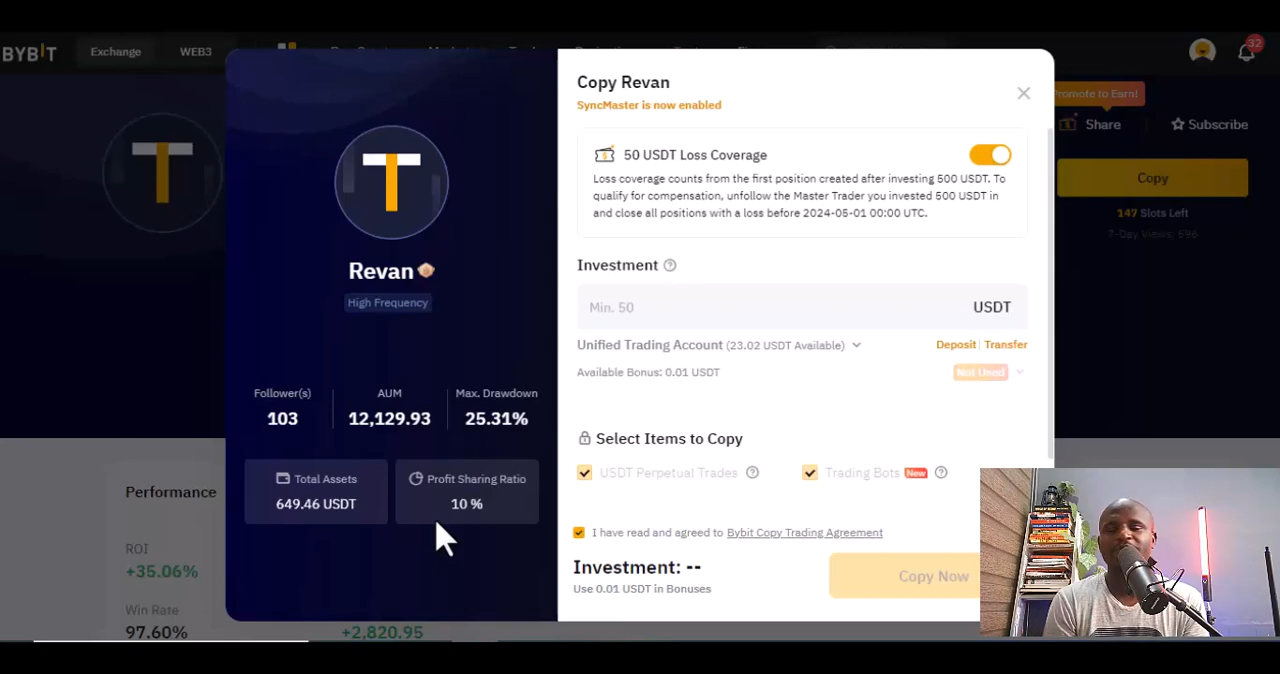 BYBIT
Exchange
WEB3
32
Promote to Earn!
Share
Subscribe
Copy
147 Slots Left
7-Day Views: 596
T
T
Revan
High Frequency
Follower(s)
AUM
Max. Drawdown
103
12,129.93
25.31%
Total Assets
649.46 USDT
Profit Sharing Ratio
10 %
Copy Revan
SyncMaster is now enabled
50 USDT Loss Coverage
Loss coverage counts from the first position created after investing 500 USDT. To
qualify for compensation, unfollow the Master Trader you invested 500 USDT in
and close all positions with a loss before 2024-05-01 00:00 UTC.
Investment
Min. 50
USDT
Unified Trading Account (23.02 USDT Available)
Deposit | Transfer
Available Bonus: 0.01 USDT
Not Used
Select Items to Copy
USDT Perpetual Trades
Trading Bots New
I have read and agreed to Bybit Copy Trading Agreement
Investment: --
Use 0.01 USDT in Bonuses
Copy Now
Performance
ROI
+35.06%
Win Rate
97.60%
+2,820.95